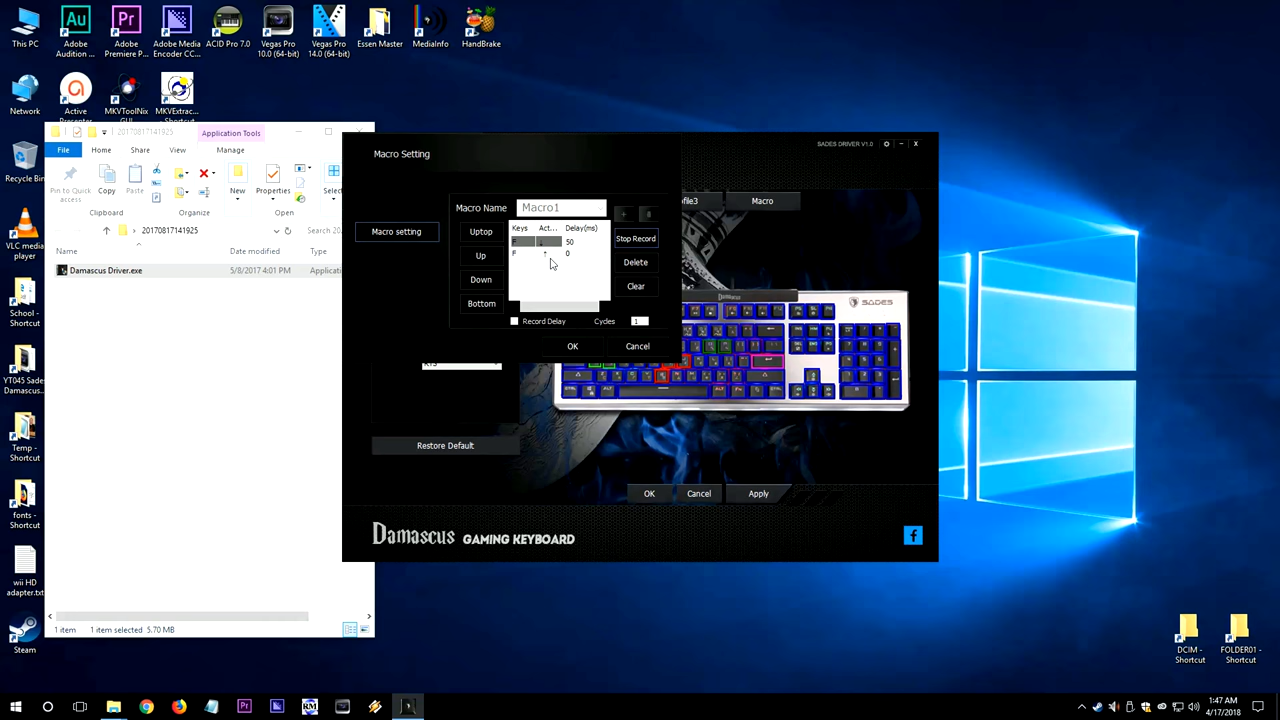 This PC
Adobe Audition ...
Adobe Premiere P...
Adobe Media Encoder CC...
ACID Pro 7.0
Vegas Pro 10.0 (64-bit)
Vegas Pro 14.0 (64-bit)
Essen Master
MediaInfo
HandBrake
Network
Active Presenter
MKVToolNix GUI
MKVExtrac... - Shortcut
Recycle Bin
VLC media player
- Shortcut
YT045 Sades Damascus...
Temp - Shortcut
fonts - Shortcut
wii HD adapter.txt
Steam
20170817141925
Application Tools
File
Home
Share
View
Manage
Pin to Quick access
Copy
Paste
New
Properties
Select
Open
20170817141925
Search 20
Name
Date modified
Type
Damascus Driver.exe
5/8/2017 4:01 PM
Applicati
1 item
1 item selected 5.70 MB
Macro Setting
SADES DRIVER V1.0
Macro setting
Macro Name
Macro1
Uptop
Up
Down
Bottom
Keys
Act...
Delay(ms)
F ↓ 50
F ↑ 0
Stop Record
Delete
Clear
Record Delay
Cycles
1
OK
Cancel
ofile3
Macro
Damascus
SADES
Restore Default
OK
Cancel
Apply
Damascus GAMING KEYBOARD
DCIM - Shortcut
FOLDER01 - Shortcut
1:47 AM
4/17/2018